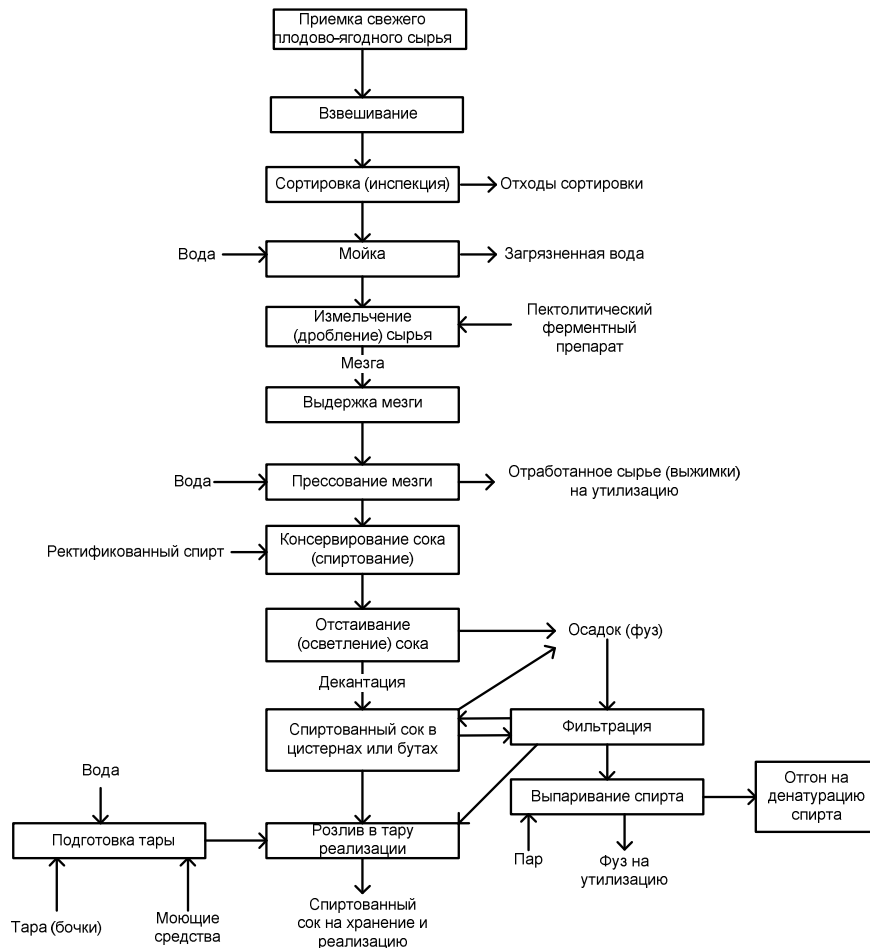 Приемка свежего
плодово-ягодного сырья
Взвешивание
Сортировка (инспекция)
Отходы сортировки
Вода
Мойка
Загрязненная вода
Измельчение
(дробление) сырья
Пектолитический
ферментный
препарат
Мезга
Выдержка мезги
Вода
Прессование мезги
Отработанное сырье (выжимки)
на утилизацию
Ректификованный спирт
Консервирование сока
(спиртование)
Отстаивание
(осветление) сока
Осадок (фуз)
Декантация
Спиртованный сок в
цистернах или бутах
Фильтрация
Выпаривание спирта
Отгон на
денатурацию
спирта
Вода
Подготовка тары
Розлив в тару
реализации
Пар
Фуз на
утилизацию
Тара (бочки)
Моющие
средства
Спиртованный
сок на хранение и
реализацию